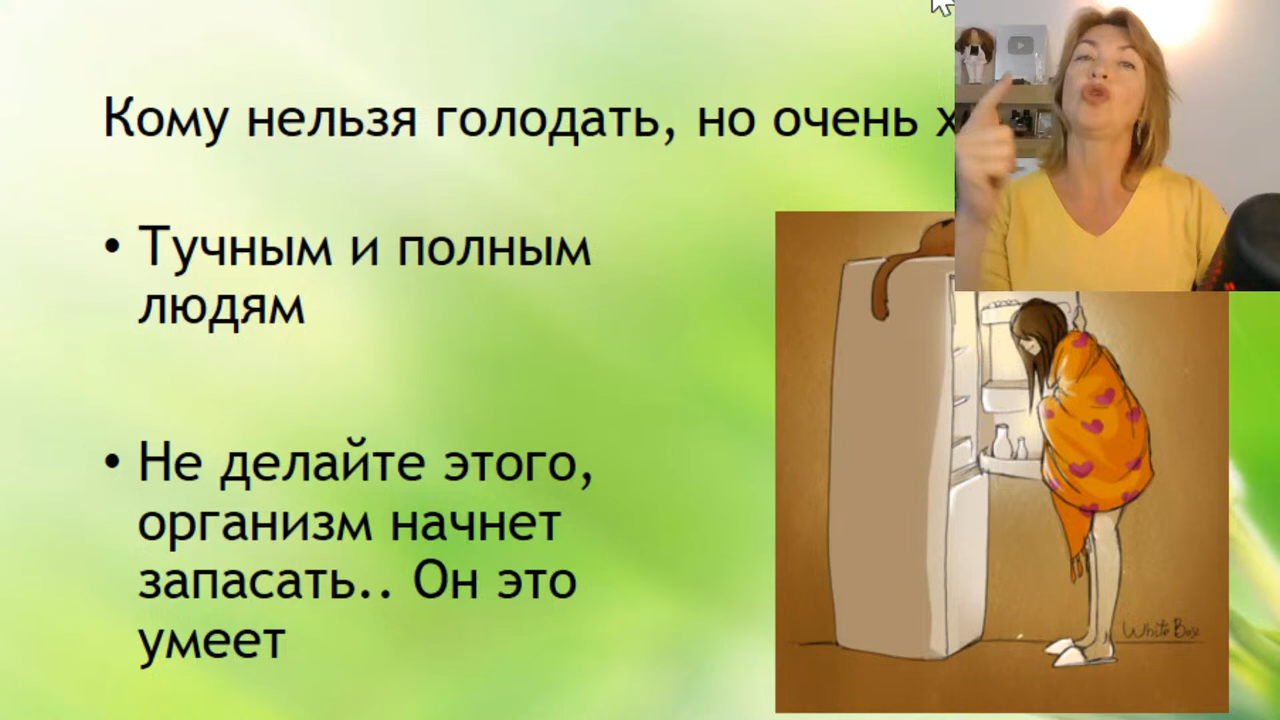 Кому нельзя голодать, но очень
• Тучным и полным
людям
• Не делайте этого,
организм начнет
запасать.. Он это
умеет
White Box